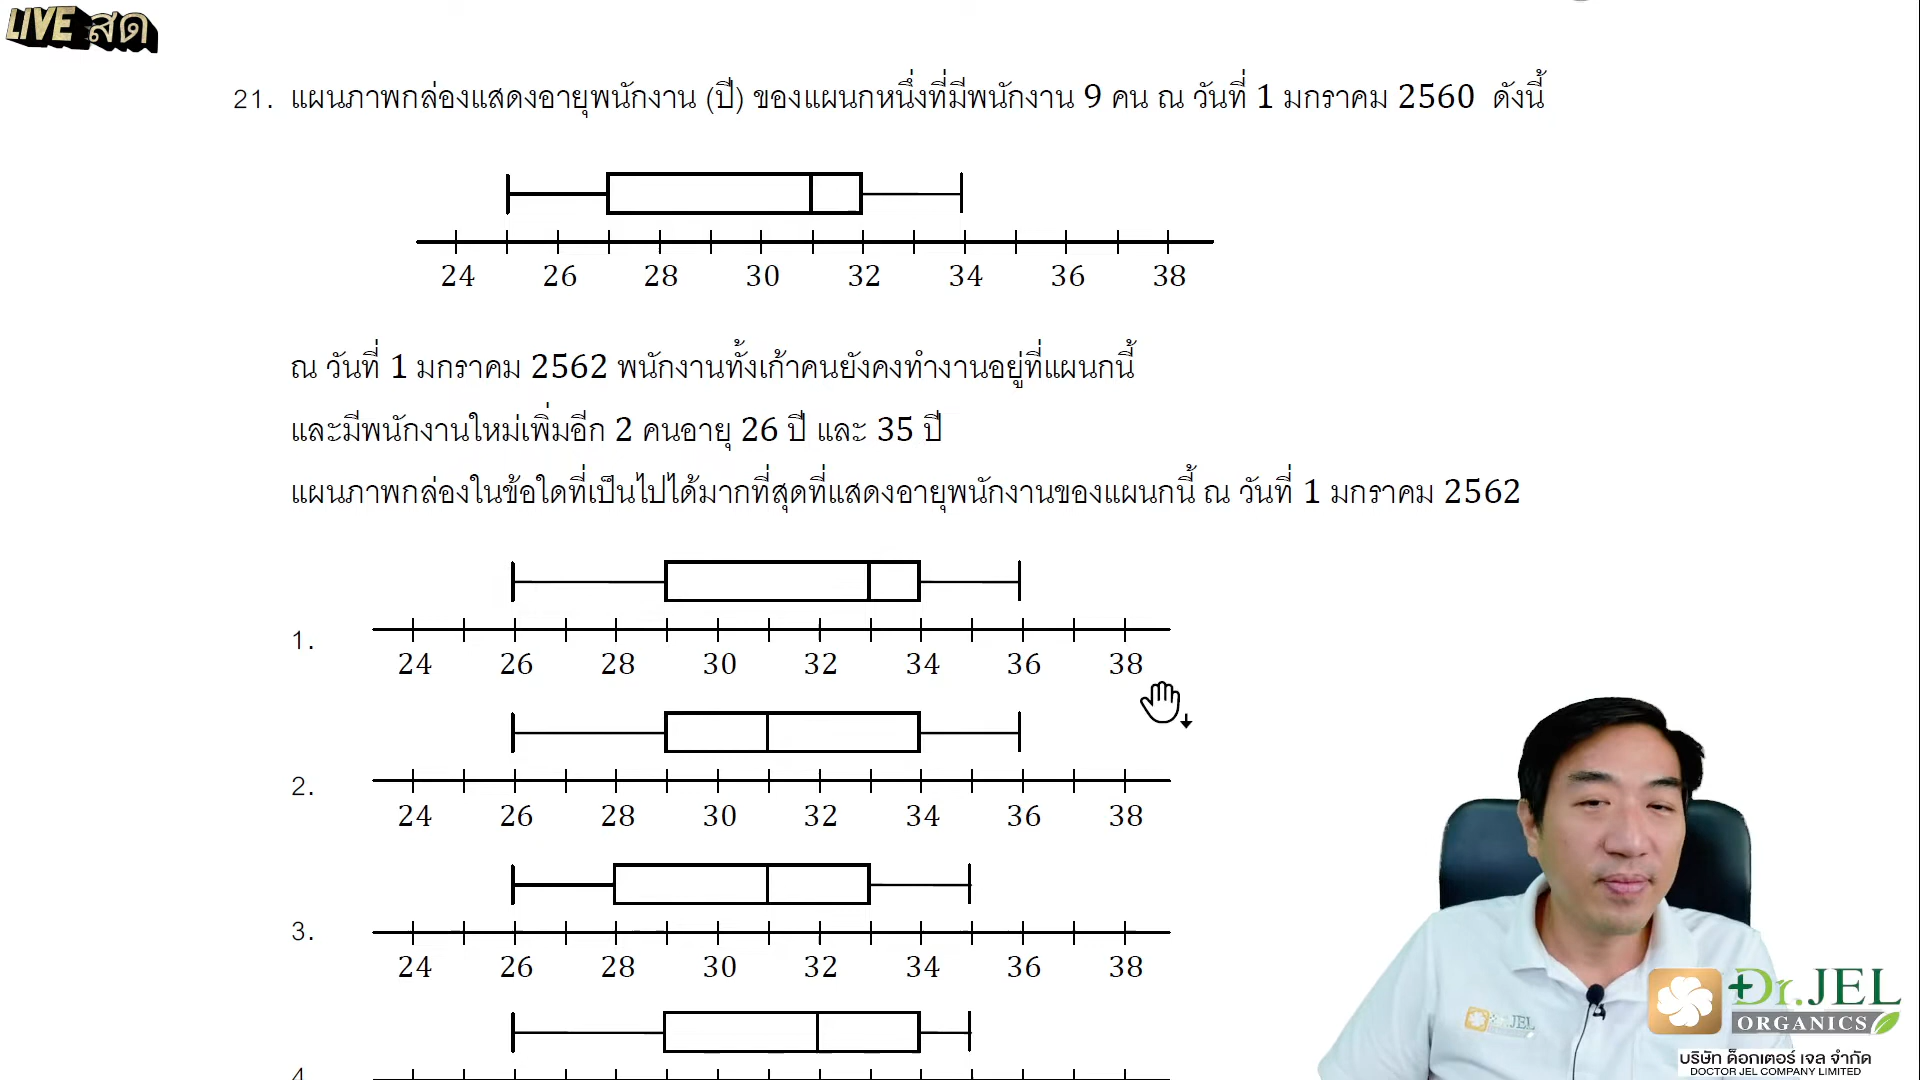 LIVE สด
21. แผนภาพกล่องแสดงอายุพนักงาน (ปี) ของแผนกหนึ่งที่มีพนักงาน 9 คน ณ วันที่ 1 มกราคม 2560 ดังนี้
24 26 28 30 32 34 36 38
ณ วันที่ 1 มกราคม 2562 พนักงานทั้งเก้าคนยังคงทำงานอยู่ที่แผนกนี้
และมีพนักงานใหม่เพิ่มอีก 2 คนอายุ 26 ปี และ 35 ปี
แผนภาพกล่องในข้อใดที่เป็นไปได้มากที่สุดที่แสดงอายุพนักงานของแผนกนี้ ณ วันที่ 1 มกราคม 2562
1.
24 26 28 30 32 34 36 38
2.
24 26 28 30 32 34 36 38
3.
24 26 28 30 32 34 36 38
4
Dr.JEL
Dr.JEL
ORGANICS
บริษัท ด็อกเตอร์ เจล จำกัด
DOCTOR JEL COMPANY LIMITED